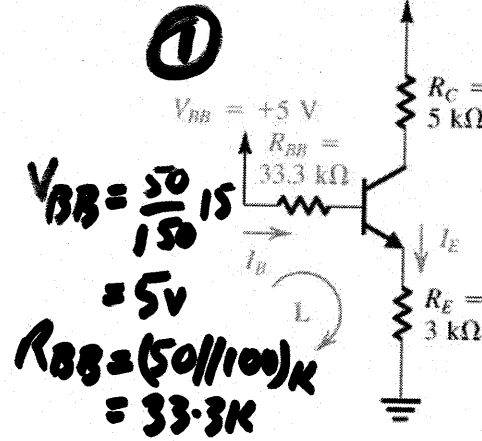 1
V_BB = +5 V
R_BB =
33.3 kΩ
R_C =
5 kΩ
V_BB = 50/150 15
= 5v
I_B
I_E
L
R_E =
3 kΩ
R_BB = (50//100)K
= 33.3K